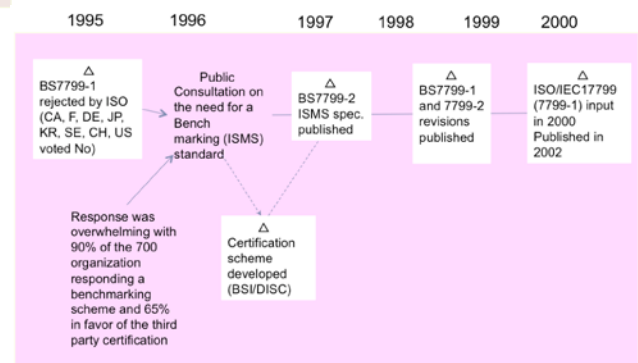 1995 1996 1997 1998 1999 2000
BS7799-1
rejected by ISO
(CA, F, DE, JP,
KR, SE, CH, US
voted No)
Public
Consultation on
the need for a
Bench
marking (ISMS)
standard
BS7799-2
ISMS spec.
published
BS7799-1
and 7799-2
revisions
published
ISO/IEC17799
(7799-1) input
in 2000
Published in
2002
Response was
overwhelming with
90% of the 700
organization
responding a
benchmarking
scheme and 65%
in favor of the third
party certification
Certification
scheme
developed
(BSI/DISC)